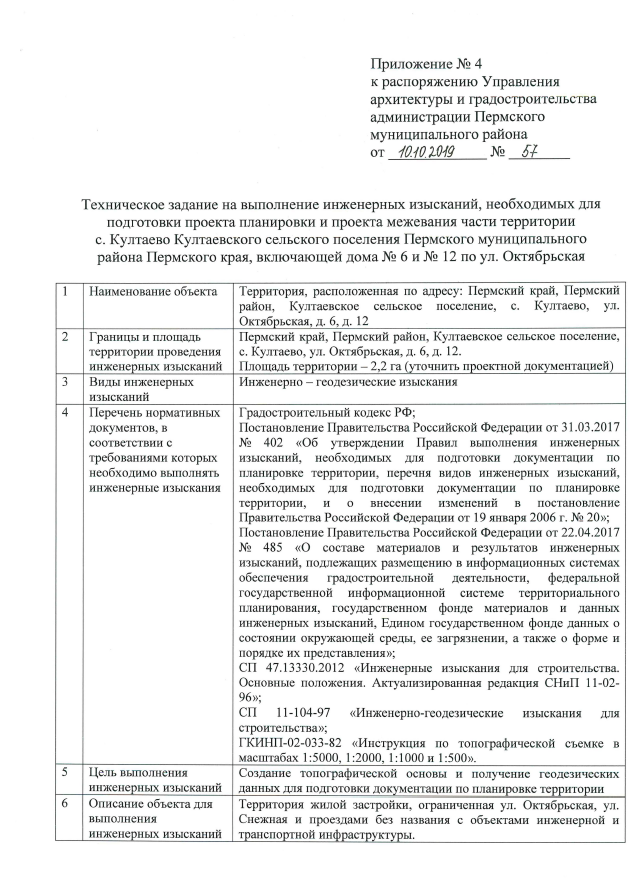 Приложение № 4
к распоряжению Управления
архитектуры и градостроительства
администрации Пермского
муниципального района
от 10.10.2019 № 57
Техническое задание на выполнение инженерных изысканий, необходимых для
подготовки проекта планировки и проекта межевания части территории
с. Култаево Култаевского сельского поселения Пермского муниципального
района Пермского края, включающей дома № 6 и № 12 по ул. Октябрьская
1 Наименование объекта
Территория, расположенная по адресу: Пермский край, Пермский
район, Култаевское сельское поселение, с. Култаево, ул.
Октябрьская, д. 6, д. 12
2 Границы и площадь
территории проведения
инженерных изысканий
Пермский край, Пермский район, Култаевское сельское поселение,
с. Култаево, ул. Октябрьская, д. 6, д. 12.
Площадь территории – 2,2 га (уточнить проектной документацией)
3 Виды инженерных
изысканий
Инженерно – геодезические изыскания
4 Перечень нормативных
документов, в
соответствии с
требованиями которых
необходимо выполнять
инженерные изыскания
Градостроительный кодекс РФ;
Постановление Правительства Российской Федерации от 31.03.2017
№ 402 «Об утверждении Правил выполнения инженерных
изысканий, необходимых для подготовки документации по
планировке территории, перечня видов инженерных изысканий,
необходимых для подготовки документации по планировке
территории, и о внесении изменений в постановление
Правительства Российской Федерации от 19 января 2006 г. № 20»;
Постановление Правительства Российской Федерации от 22.04.2017
№ 485 «О составе материалов и результатов инженерных
изысканий, подлежащих размещению в информационных системах
обеспечения градостроительной деятельности, федеральной
государственной информационной системе территориального
планирования, государственном фонде материалов и данных
инженерных изысканий, Едином государственном фонде данных о
состоянии окружающей среды, ее загрязнении, а также о форме и
порядке их представления»;
СП 47.13330.2012 «Инженерные изыскания для строительства.
Основные положения. Актуализированная редакция СНиП 11-02-
96»;
СП 11-104-97 «Инженерно-геодезические изыскания для
строительства»;
ГКИНП-02-033-82 «Инструкция по топографической съемке в
масштабах 1:5000, 1:2000, 1:1000 и 1:500».
5 Цель выполнения
инженерных изысканий
Создание топографической основы и получение геодезических
данных для подготовки документации по планировке территории
6 Описание объекта для
выполнения
инженерных изысканий
Территория жилой застройки, ограниченная ул. Октябрьская, ул.
Снежная и проездами без названия с объектами инженерной и
транспортной инфраструктуры.